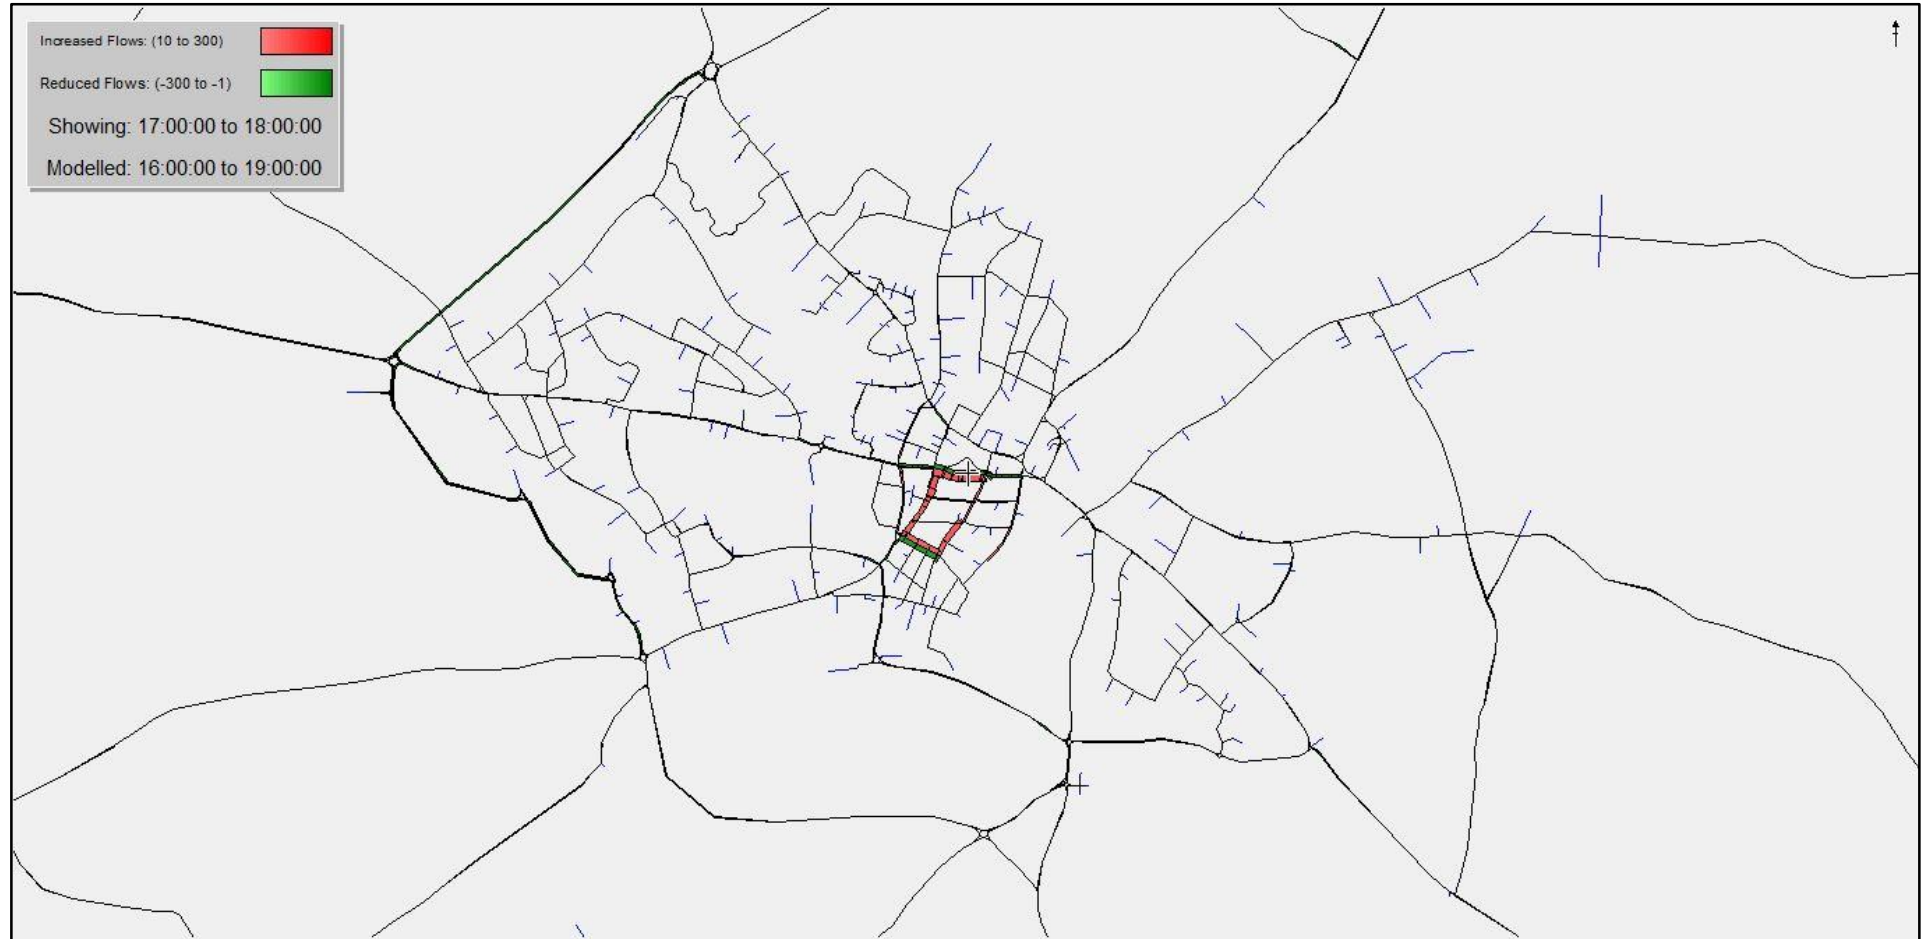 Increased Flows: (10 to 300)
Reduced Flows: (-300 to -1)
Showing: 17:00:00 to 18:00:00
Modelled: 16:00:00 to 19:00:00